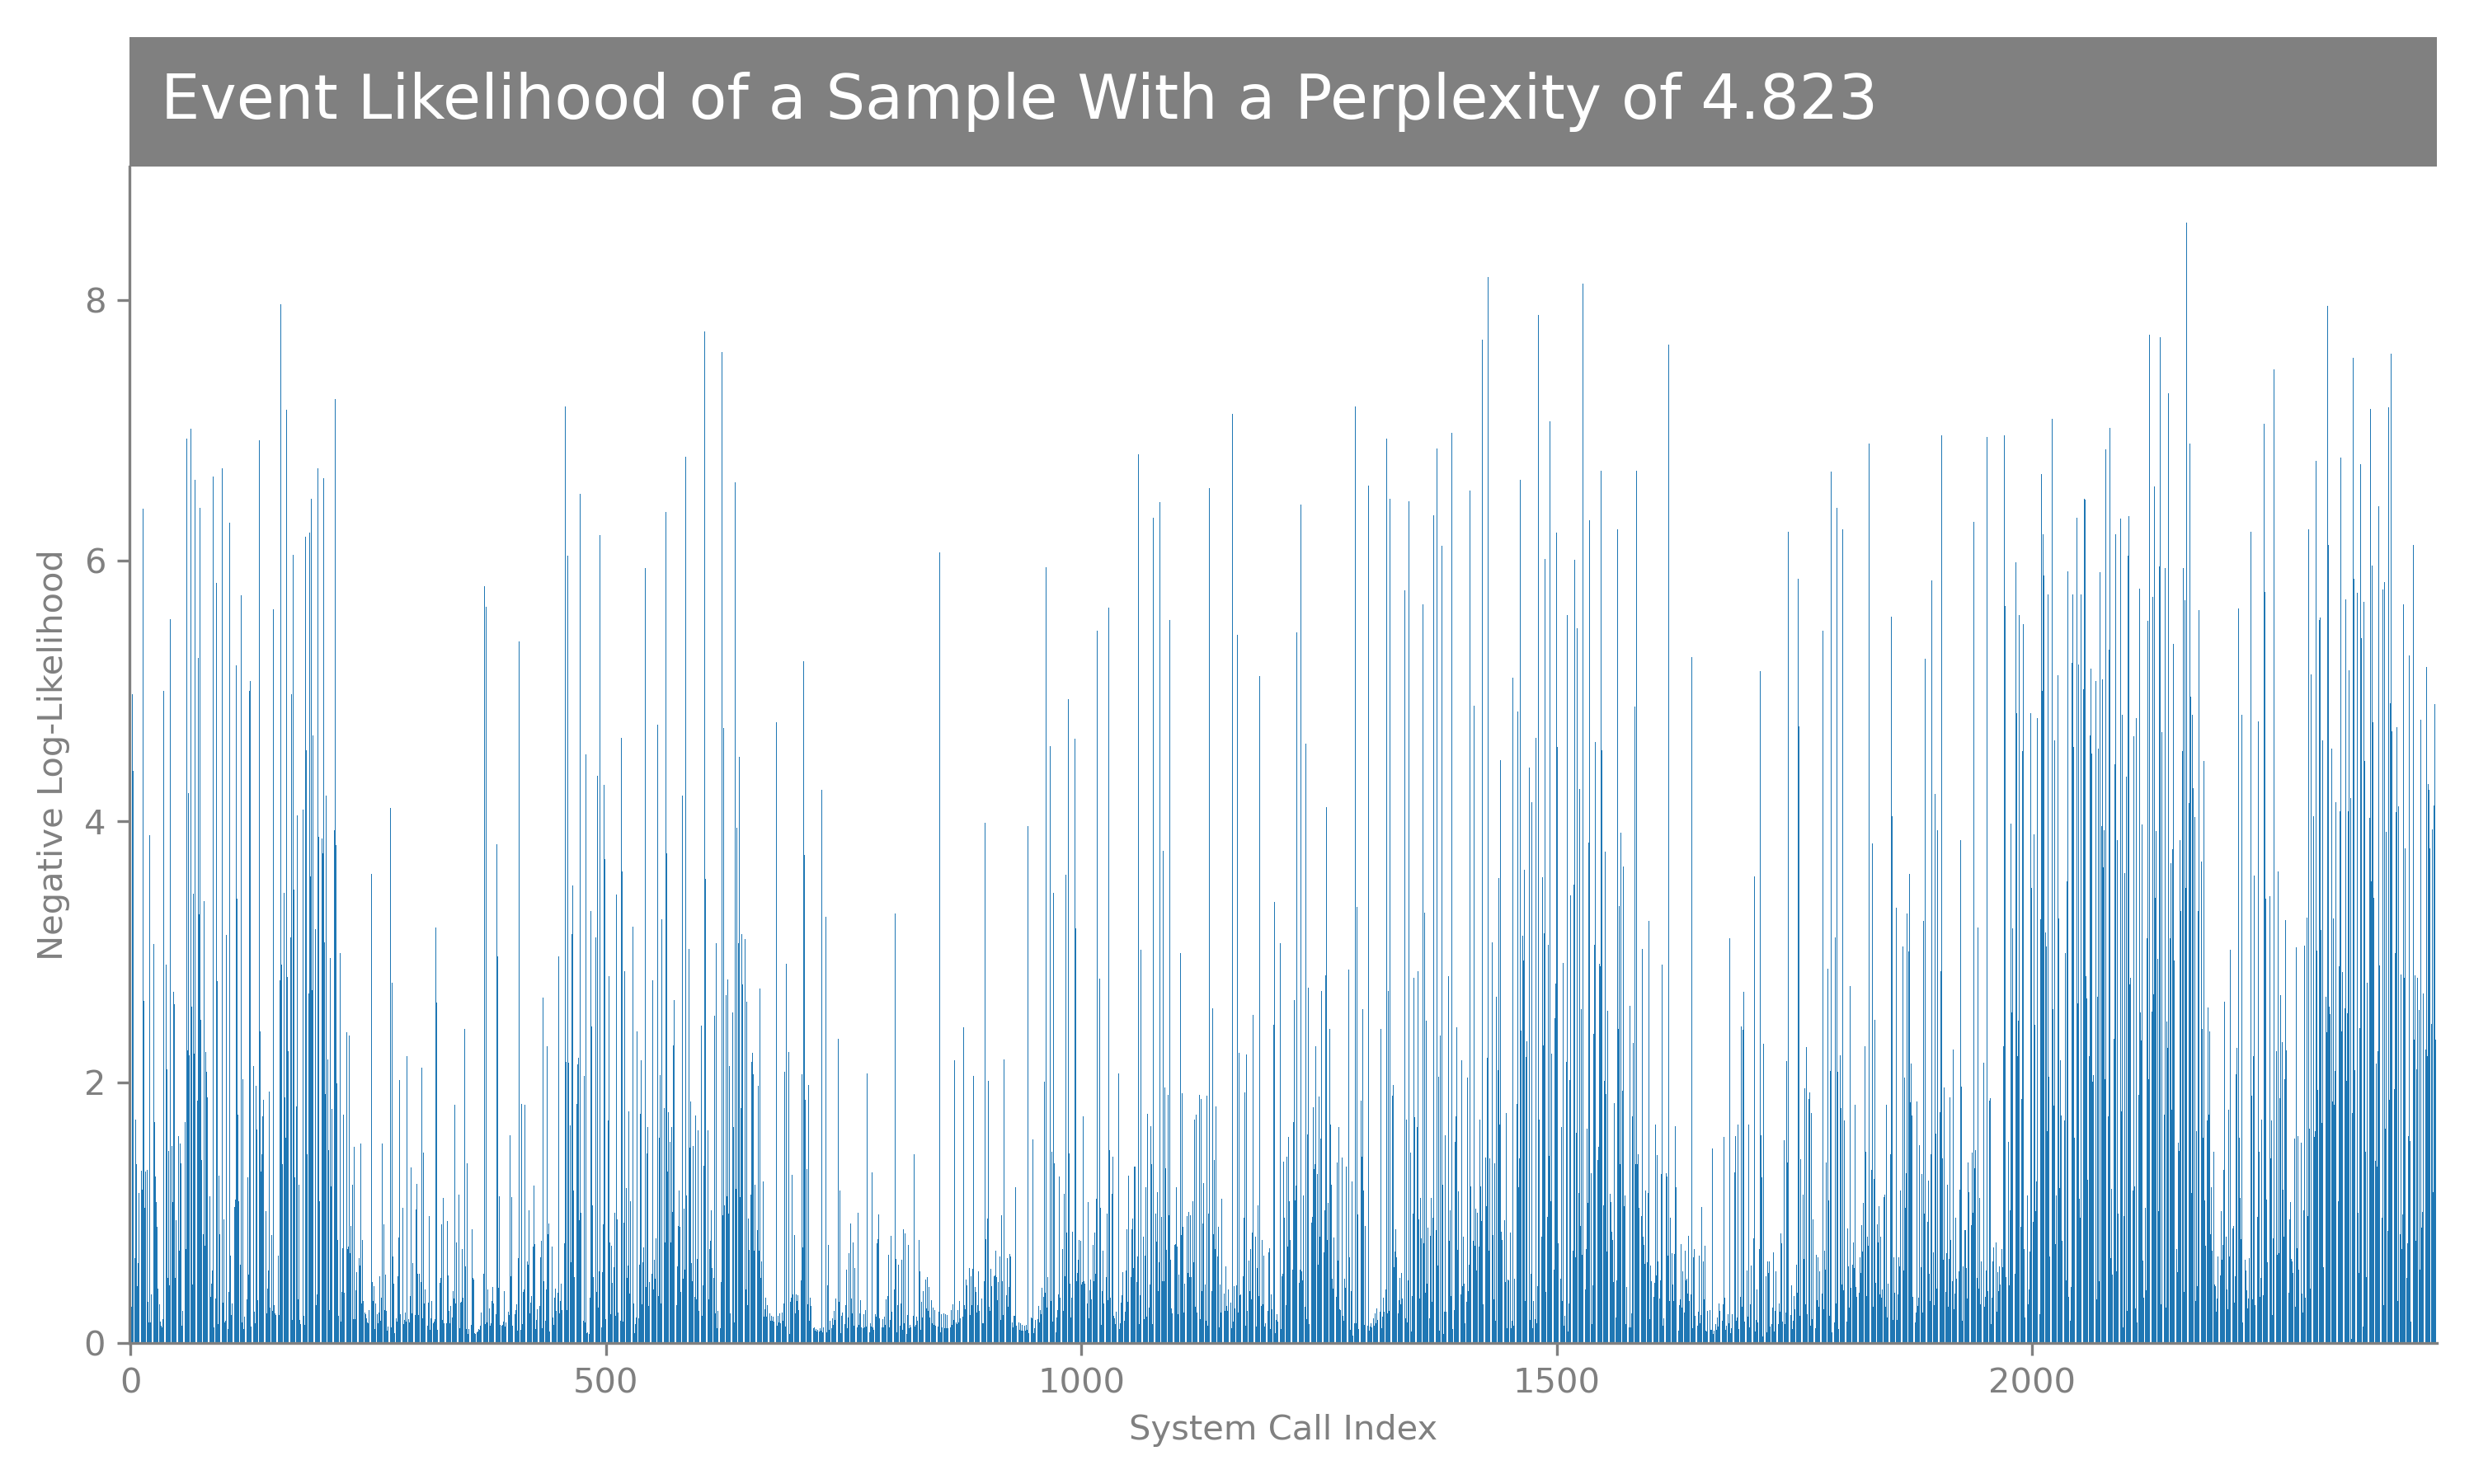 Event Likelihood of a Sample With a Perplexity of 4.823
8
6
4
2
0
Negative Log-Likelihood
0 500 1000 1500 2000
System Call Index